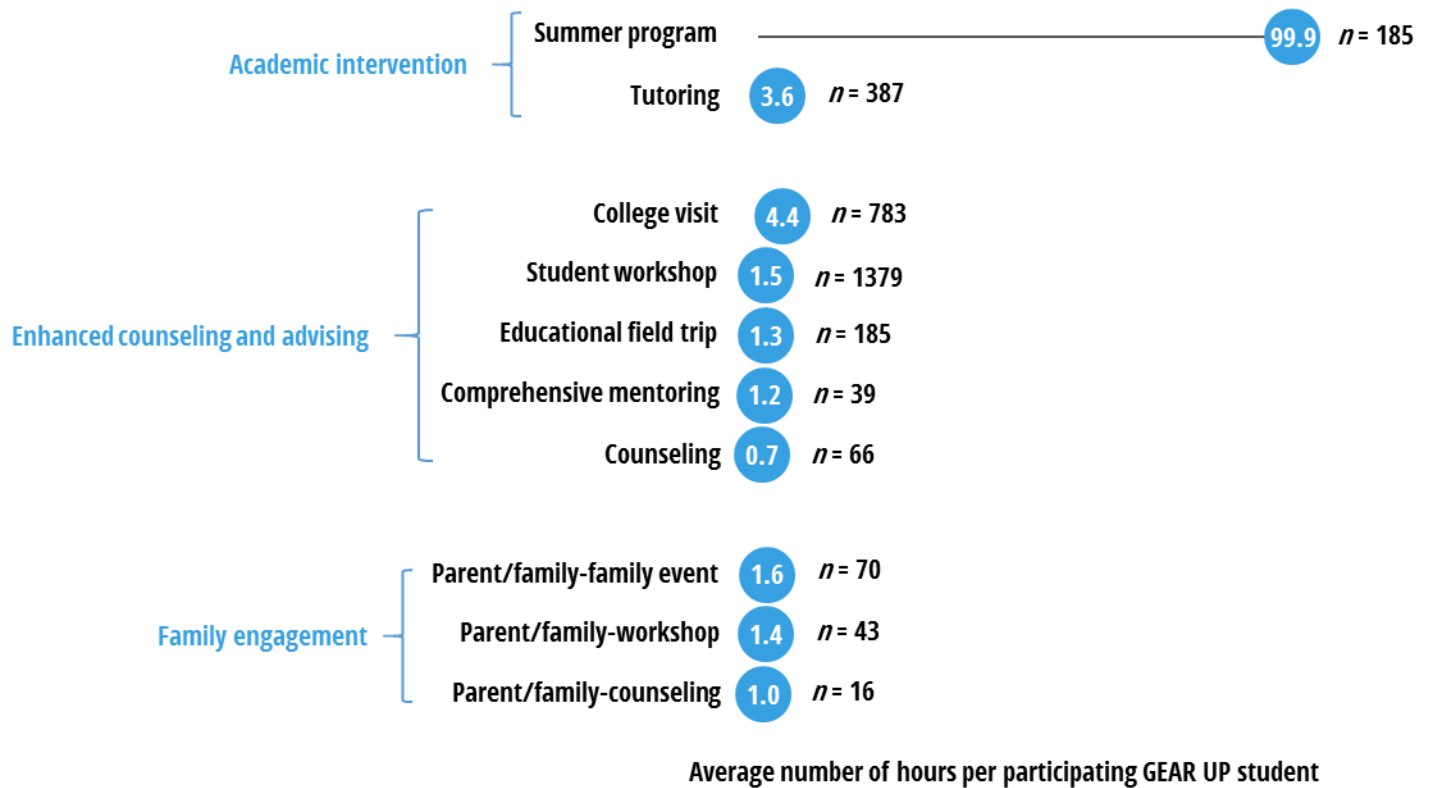 Academic intervention
Summer program 99.9 n = 185
Tutoring 3.6 n = 387
Enhanced counseling and advising
College visit 4.4 n = 783
Student workshop 1.5 n = 1379
Educational field trip 1.3 n = 185
Comprehensive mentoring 1.2 n = 39
Counseling 0.7 n = 66
Family engagement
Parent/family-family event 1.6 n = 70
Parent/family-workshop 1.4 n = 43
Parent/family-counseling 1.0 n = 16
Average number of hours per participating GEAR UP student